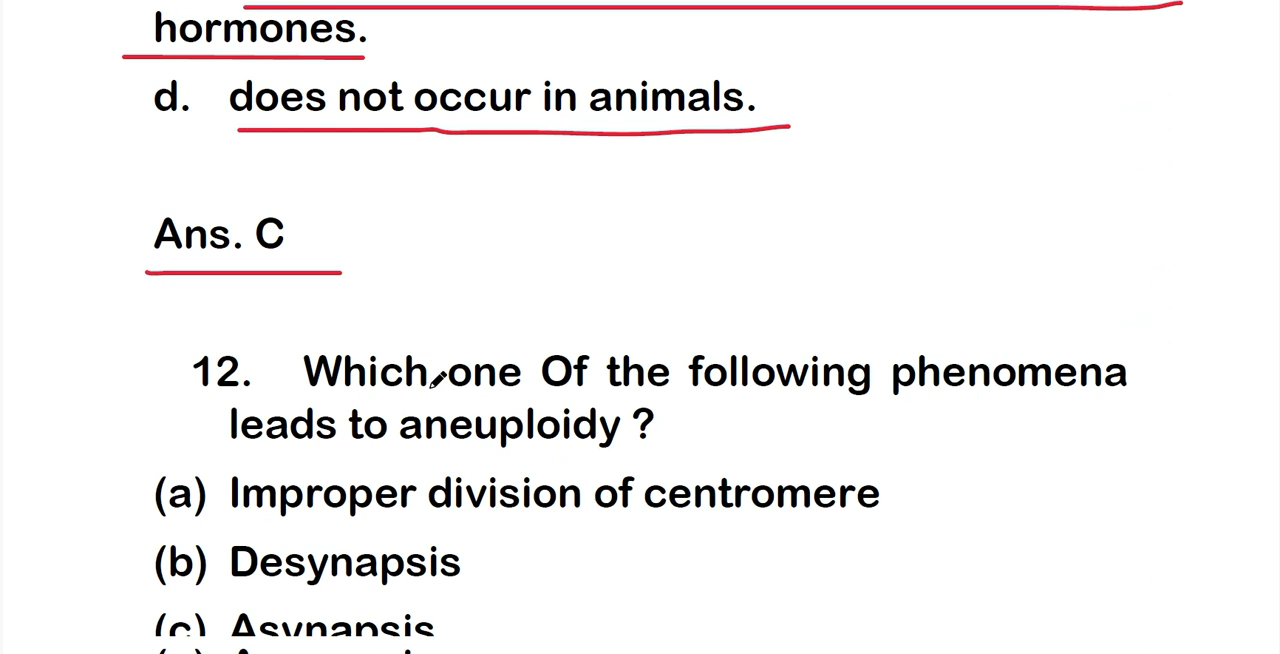 hormones.
d. does not occur in animals.
Ans. C
12. Which one Of the following phenomena
leads to aneuploidy ?
(a) Improper division of centromere
(b) Desynapsis
(c) Asynapsis